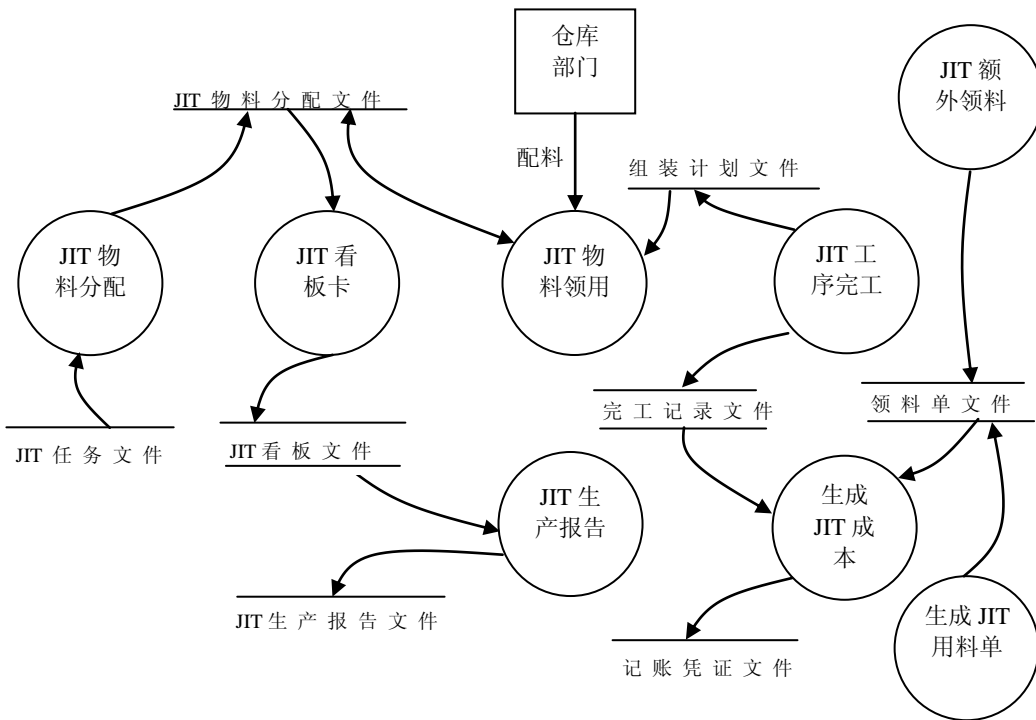 仓库
部门
JIT 额
外领料
JIT 物料分配文件
配料
组装计划文件
JIT 物
料分配
JIT 看
板卡
JIT 物
料领用
JIT 工
序完工
完工记录文件
领料单文件
JIT 任务文件
JIT 看板文件
JIT 生
产报告
生成
JIT 成
本
JIT 生产报告文件
记账凭证文件
生成 JIT
用料单